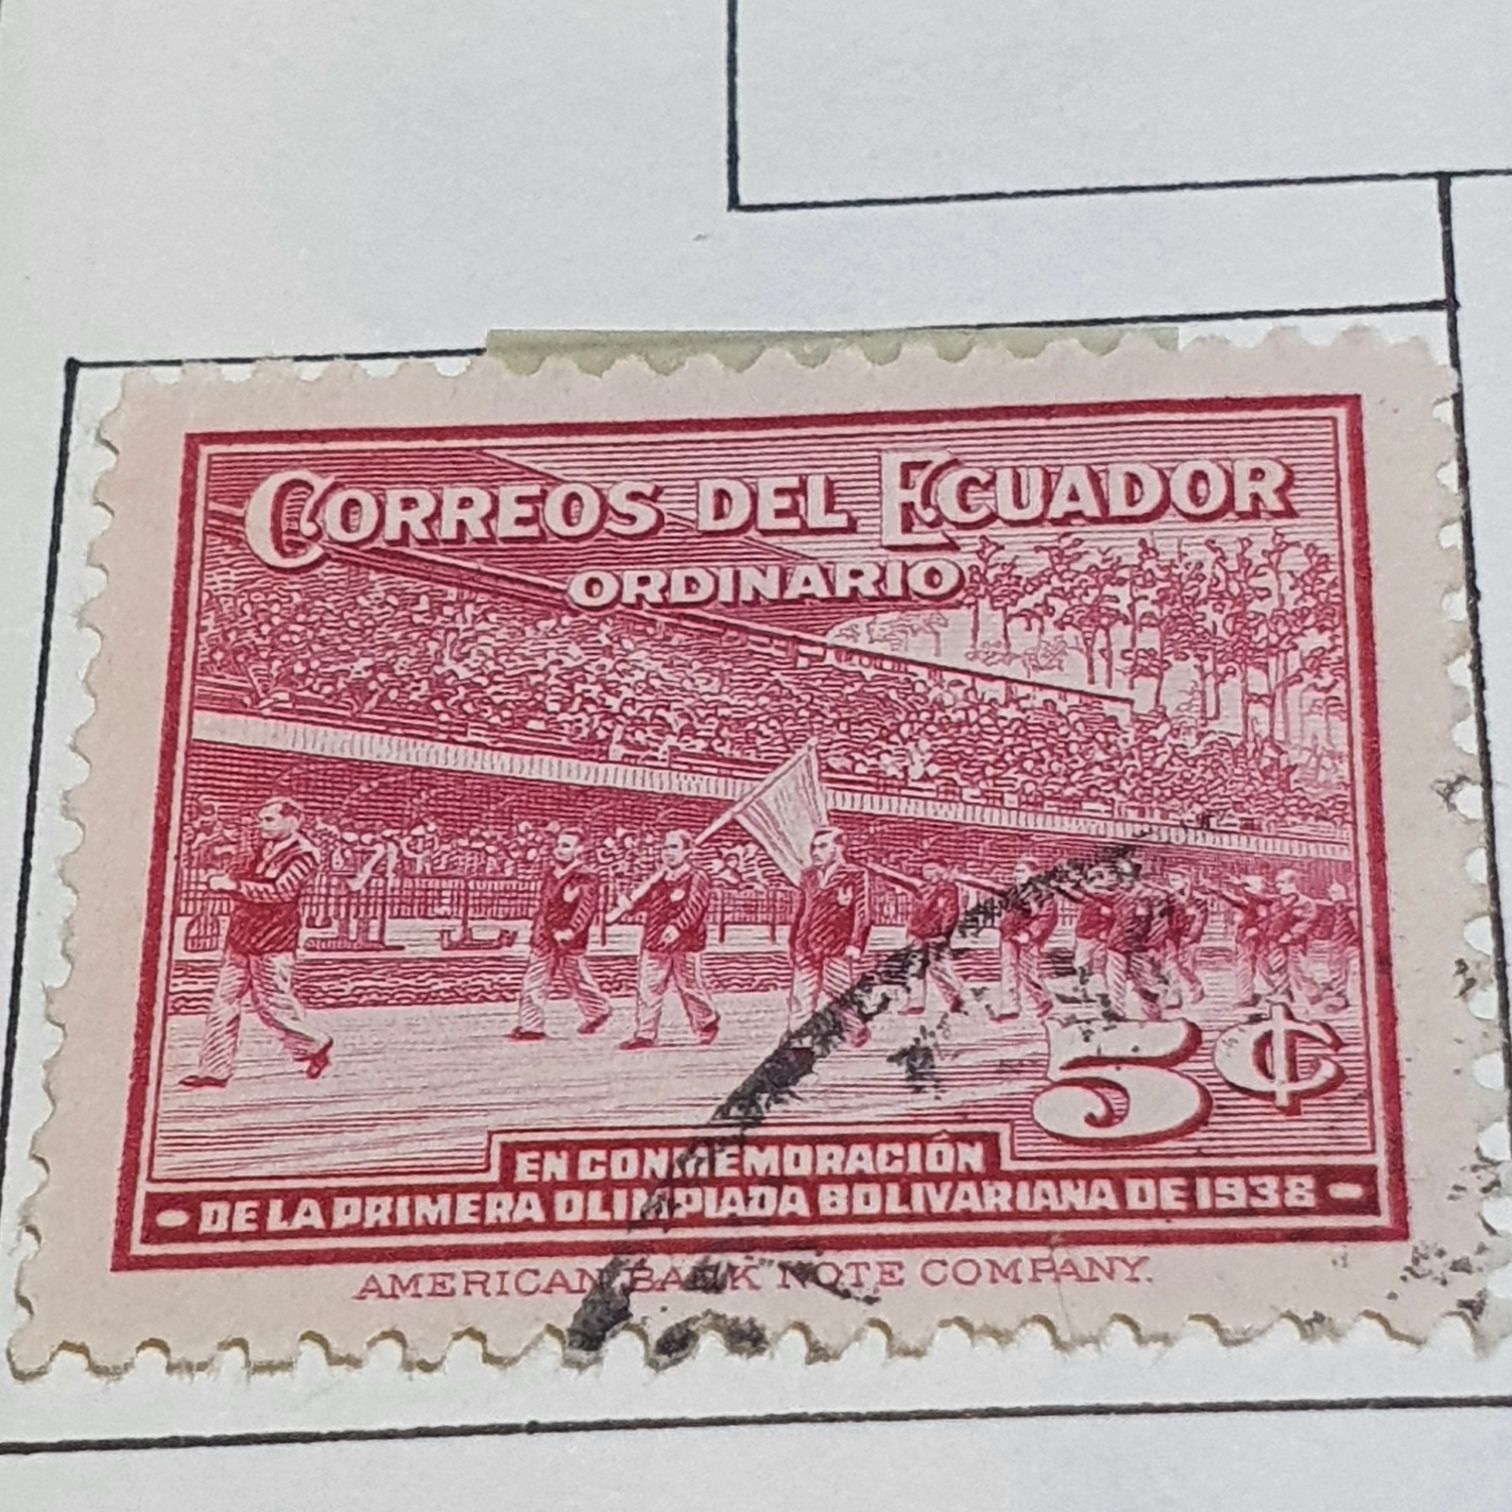 CORREOS DEL ECUADOR
ORDINARIO
5¢
EN CONMEMORACIÓN
DE LA PRIMERA OLIMPIADA BOLIVARIANA DE 1938
AMERICAN BANK NOTE COMPANY.